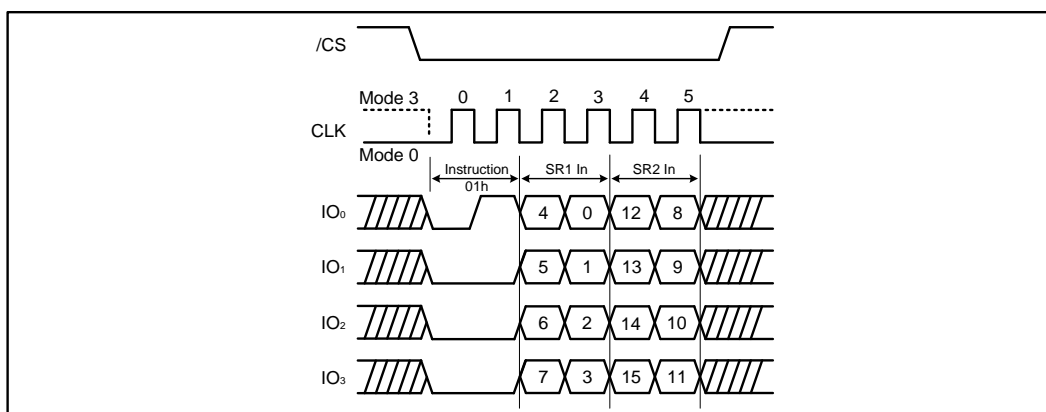 /CS
Mode 3 0 1 2 3 4 5
CLK
Mode 0
Instruction SR1 In SR2 In
01h
IO₀ 4 0 12 8
IO₁ 5 1 13 9
IO₂ 6 2 14 10
IO₃ 7 3 15 11